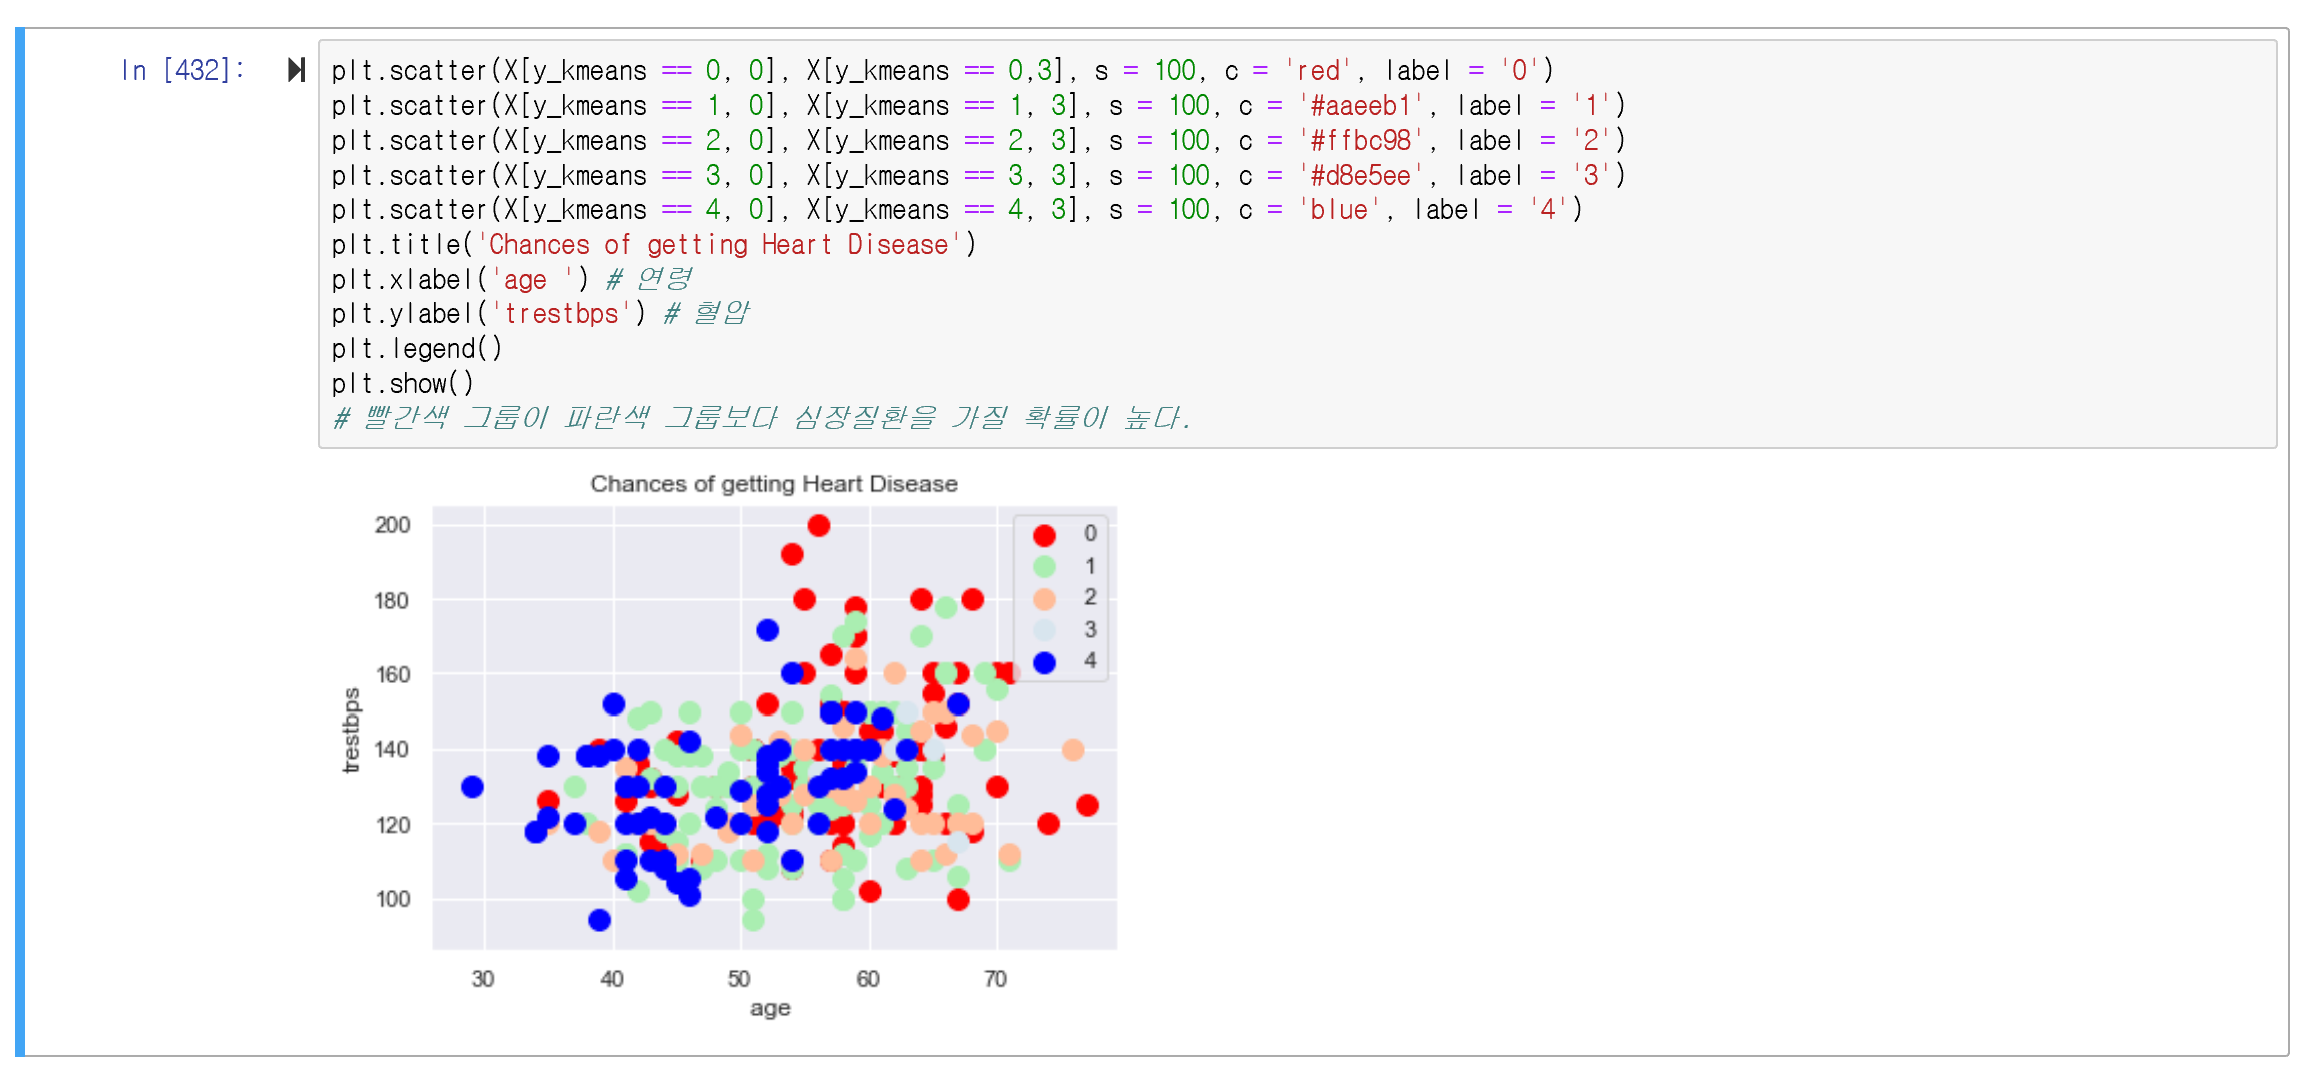 In [432]:
plt.scatter(X[y_kmeans == 0, 0], X[y_kmeans == 0,3], s = 100, c = 'red', label = '0')
plt.scatter(X[y_kmeans == 1, 0], X[y_kmeans == 1, 3], s = 100, c = '#aaeeb1', label = '1')
plt.scatter(X[y_kmeans == 2, 0], X[y_kmeans == 2, 3], s = 100, c = '#ffbc98', label = '2')
plt.scatter(X[y_kmeans == 3, 0], X[y_kmeans == 3, 3], s = 100, c = '#d8e5ee', label = '3')
plt.scatter(X[y_kmeans == 4, 0], X[y_kmeans == 4, 3], s = 100, c = 'blue', label = '4')
plt.title('Chances of getting Heart Disease')
plt.xlabel('age ') # 연령
plt.ylabel('trestbps') # 혈압
plt.legend()
plt.show()
# 빨간색 그룹이 파란색 그룹보다 심장질환을 가질 확률이 높다.
Chances of getting Heart Disease
200
180
160
140
120
100
trestbps
0
1
2
3
4
30 40 50 60 70
age